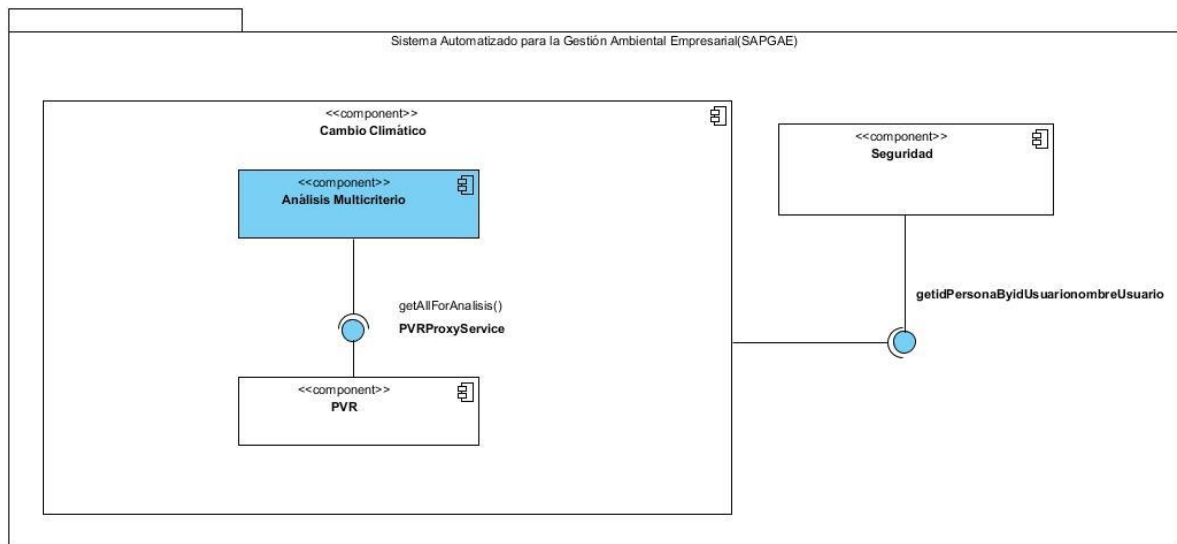 Sistema Automatizado para la Gestión Ambiental Empresarial(SAPGAE)
<<component>>
Cambio Climático
<<component>>
Seguridad
<<component>>
Análisis Multicriterio
getAllForAnalisis()
PVRProxyService
getidPersonaByidUsuarionombreUsuario
<<component>>
PVR